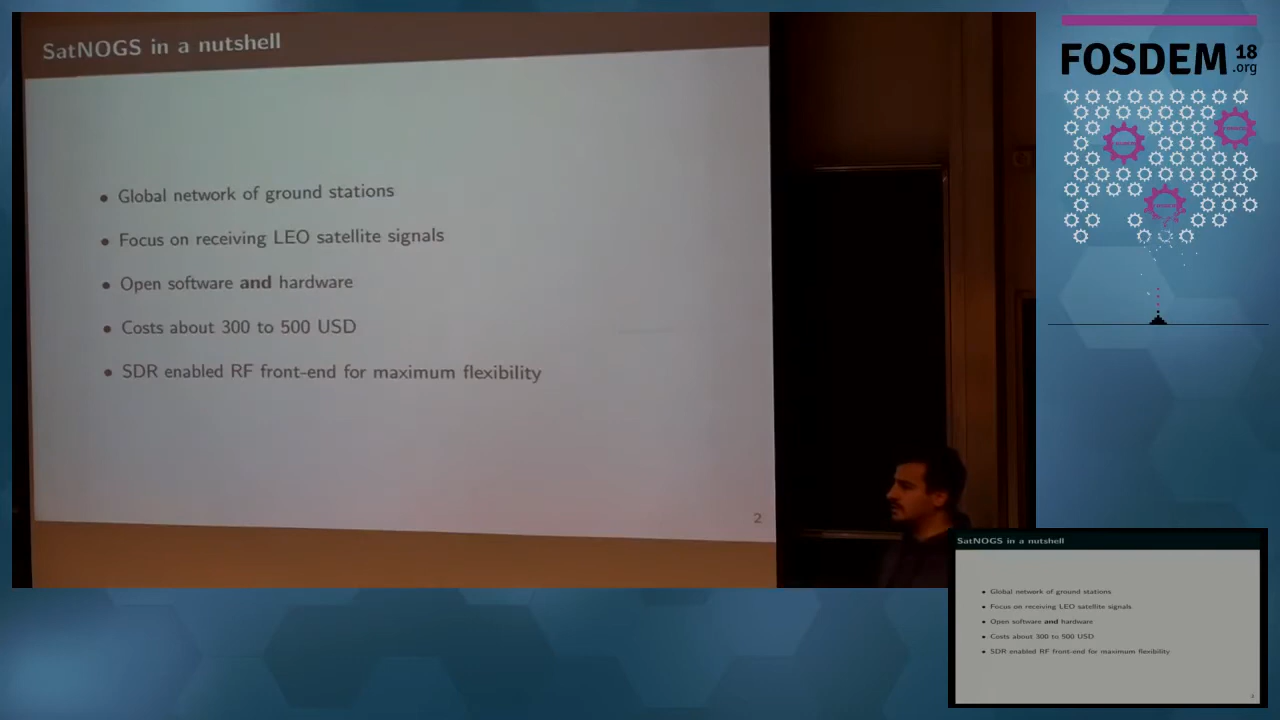 SatNOGS in a nutshell
• Global network of ground stations
• Focus on receiving LEO satellite signals
• Open software and hardware
• Costs about 300 to 500 USD
• SDR enabled RF front-end for maximum flexibility
2
FOSDEM 18
.org
SatNOGS in a nutshell
• Global network of ground stations
• Focus on receiving LEO satellite signals
• Open software and hardware
• Costs about 300 to 500 USD
• SDR enabled RF front-end for maximum flexibility